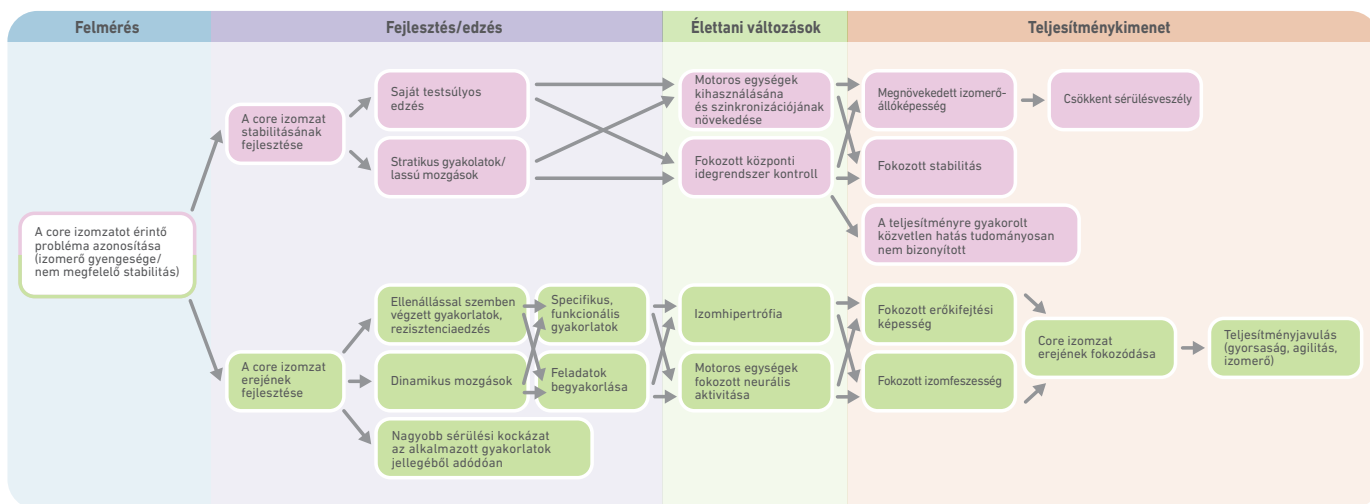 Felmérés
Fejlesztés/edzés
Élettani változások
Teljesítménykimenet
A core izomzatot érintő
probléma azonosítása
(izomerő gyengesége/
nem megfelelő stabilitás)
A core izomzat
stabilitásának
fejlesztése
Saját testsúlyos
edzés
Stratikus gyakolatok/
lassú mozgások
Motoros egységek
kihasználásána
és szinkronizációjának
növekedése
Fokozott központi
idegrendszer kontroll
Megnövekedett izomerő-
állóképesség
Csökkent sérülésveszély
Fokozott stabilitás
A teljesítményre gyakorolt
közvetlen hatás tudományosan
nem bizonyított
A core izomzat
erejének
fejlesztése
Ellenállással szemben
végzett gyakorlatok,
rezisztenciaedzés
Dinamikus mozgások
Nagyobb sérülési kockázat
az alkalmazott gyakorlatok
jellegéből adódóan
Specifikus,
funkcionális
gyakorlatok
Feladatok
begyakorlása
Izomhipertrófia
Motoros egységek
fokozott neurális
aktivitása
Fokozott erőkifejtési
képesség
Fokozott izomfeszesség
Core izomzat
erejének fokozódása
Teljesítményjavulás
(gyorsaság, agilitás,
izomerő)